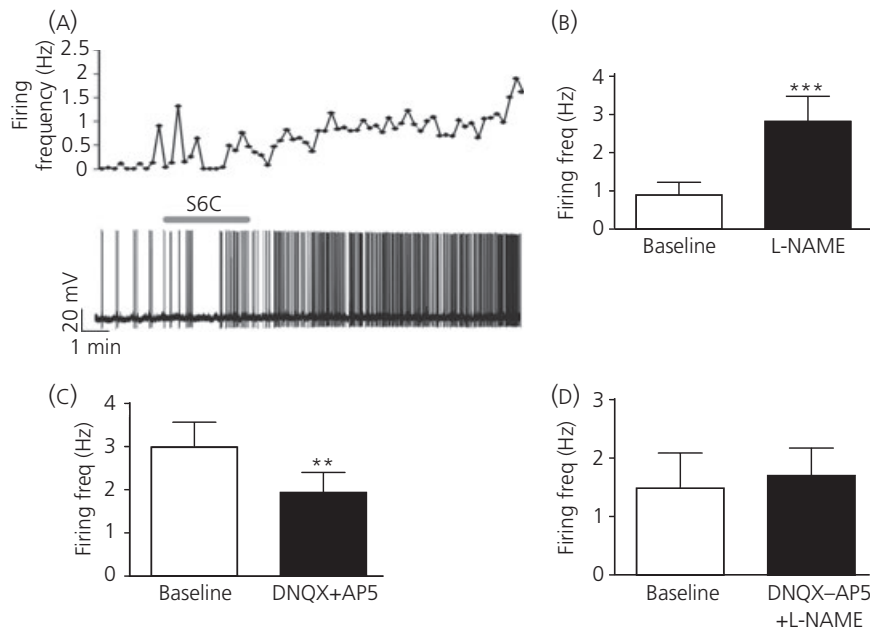 (A)
Firing
frequency (Hz)
2.5
2
1.5
1
0.5
0
S6C
20 mV
1 min
(B)
Firing freq (Hz)
4
3
2
1
0
***
Baseline
L-NAME
(C)
Firing freq (Hz)
4
3
2
1
0
**
Baseline
DNQX+AP5
(D)
Firing freq (Hz)
3
2
1
0
Baseline
DNQX–AP5
+L-NAME